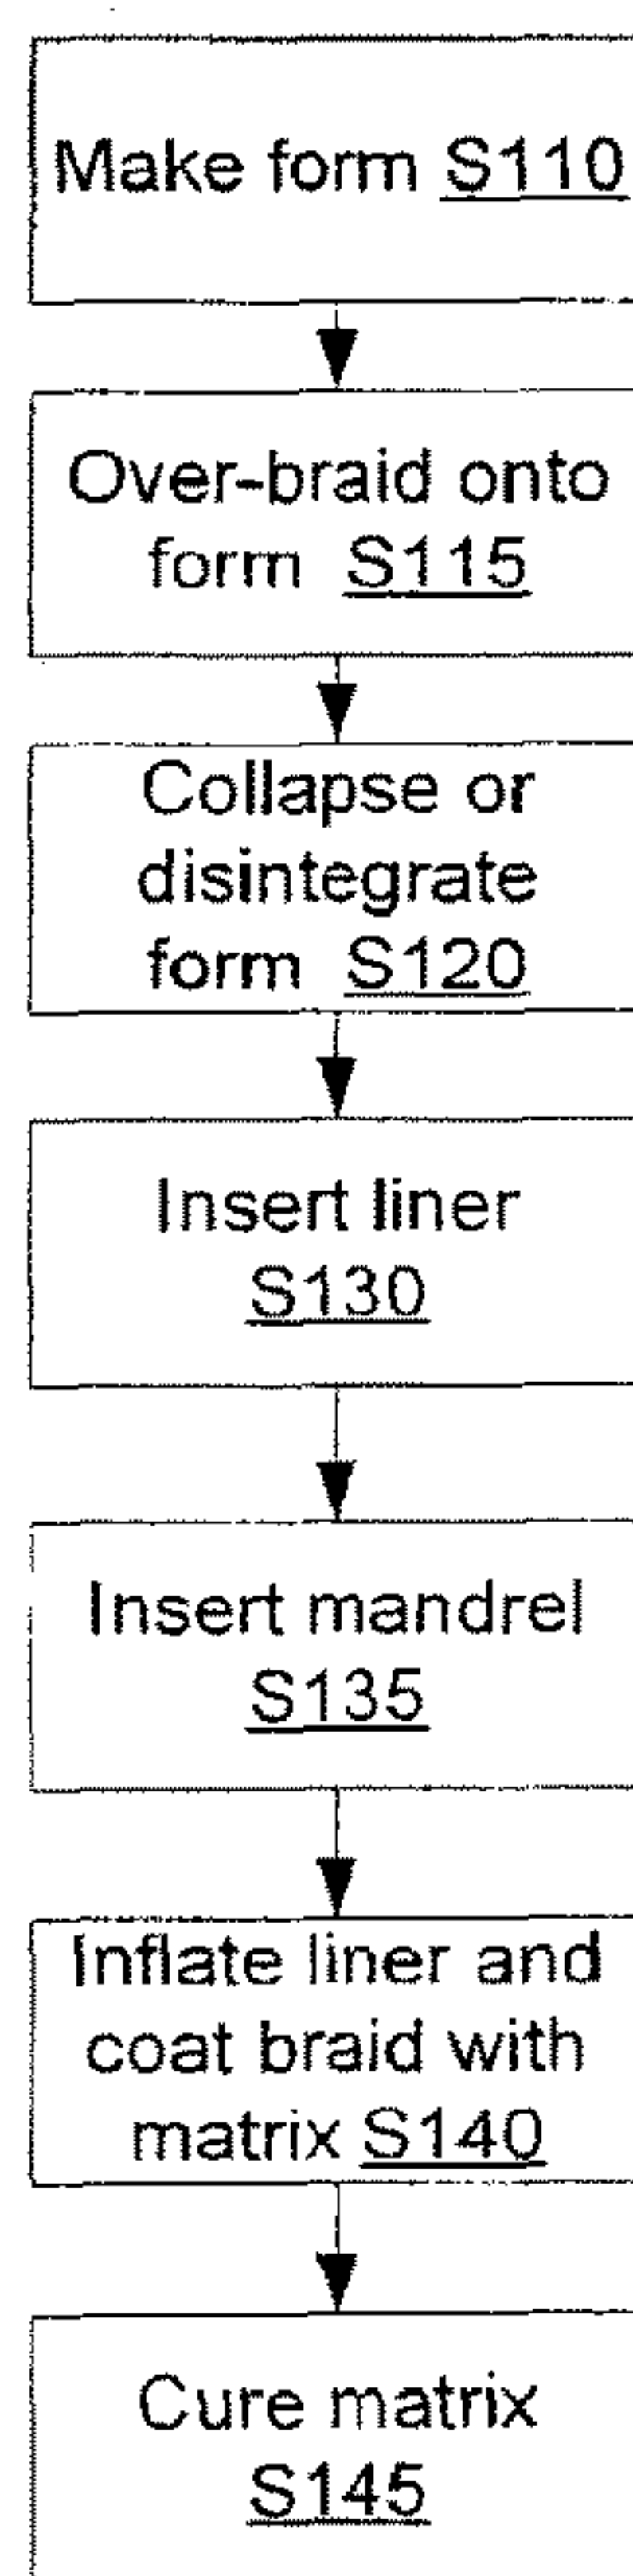 Make form S110
Over-braid onto
form S115
Collapse or
disintegrate
form S120
Insert liner
S130
Insert mandrel
S135
Inflate liner and
coat braid with
matrix S140
Cure matrix
S145